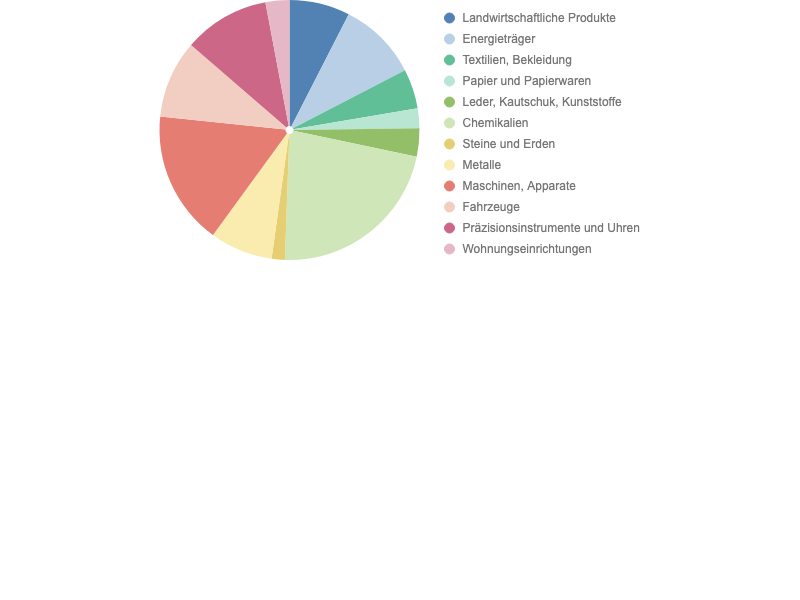 Landwirtschaftliche Produkte
Energieträger
Textilien, Bekleidung
Papier und Papierwaren
Leder, Kautschuk, Kunststoffe
Chemikalien
Steine und Erden
Metalle
Maschinen, Apparate
Fahrzeuge
Präzisionsinstrumente und Uhren
Wohnungseinrichtungen